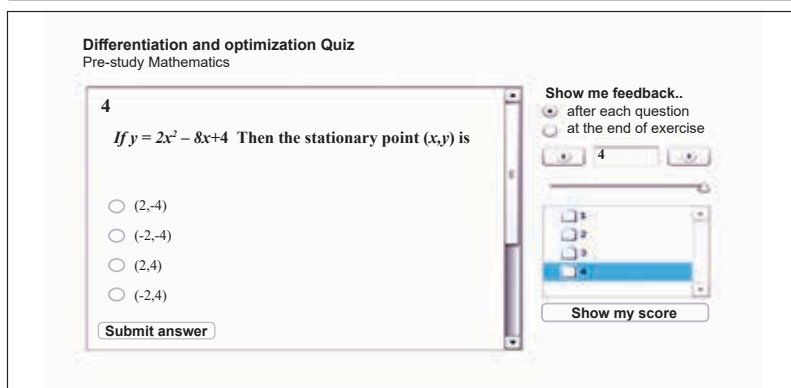 Differentiation and optimization Quiz
Pre-study Mathematics
4
If y = 2x² – 8x+4 Then the stationary point (x,y) is
(2,-4)
(-2,-4)
(2,4)
(-2,4)
Submit answer
Show me feedback..
after each question
at the end of exercise
4
1
2
3
4
Show my score